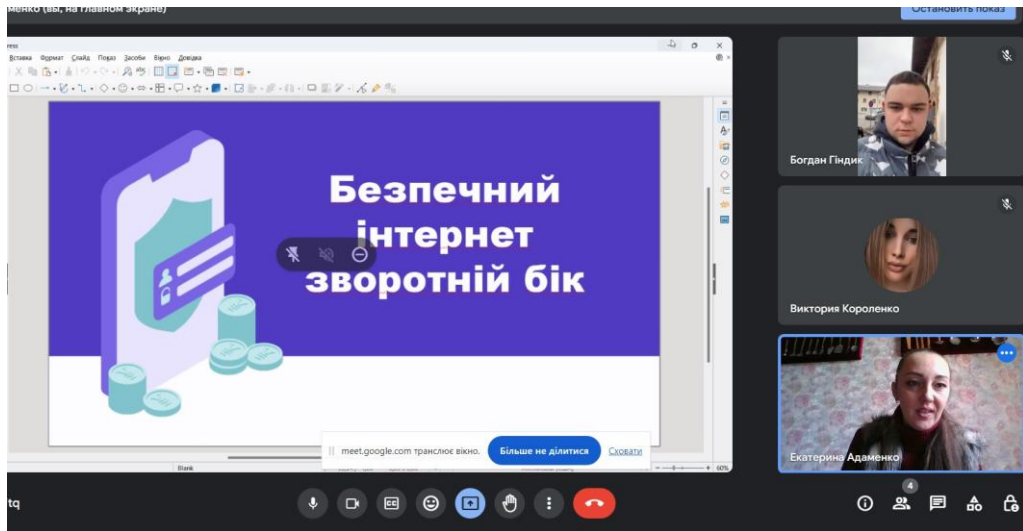 менко (вы, на главном экране)
Остановить показ
Вставка Формат Слайд Показ Засоби Вікно Довідка
Безпечний
інтернет
зворотній бік
Богдан Гіндик
Виктория Короленко
Екатерина Адаменко
meet.google.com транслює вікно.
Більше не ділитися
Сховати
Blank
60%
4
tq